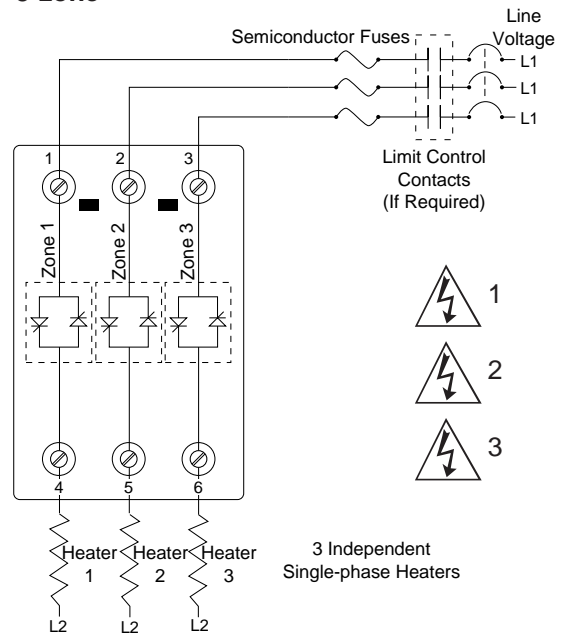 Line
Voltage
Semiconductor Fuses
L1
L1
L1
Limit Control
Contacts
(If Required)
1 2 3
Zone 1
Zone 2
Zone 3
1
2
3
4 5 6
Heater
1
Heater
2
Heater
3
3 Independent
Single-phase Heaters
L2 L2 L2